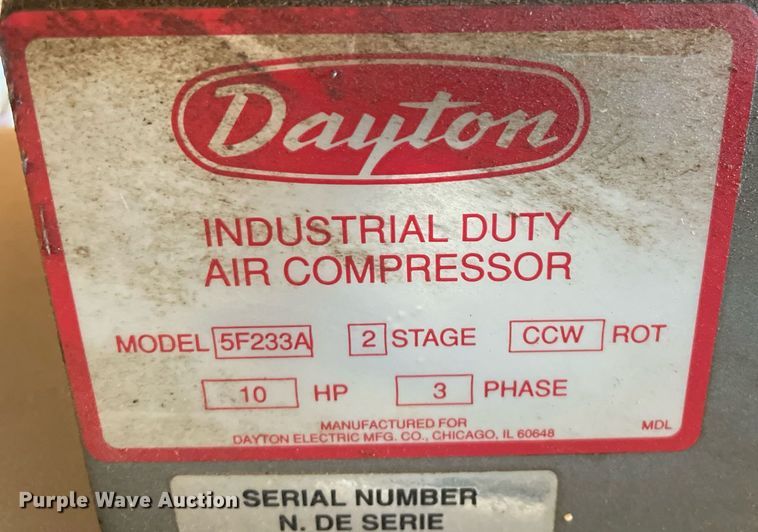 Dayton
INDUSTRIAL DUTY
AIR COMPRESSOR
MODEL 5F233A 2 STAGE CCW ROT
10 HP 3 PHASE
MANUFACTURED FOR
DAYTON ELECTRIC MFG. CO., CHICAGO, IL 60648
MDL
Purple Wave Auction
SERIAL NUMBER
N. DE SERIE